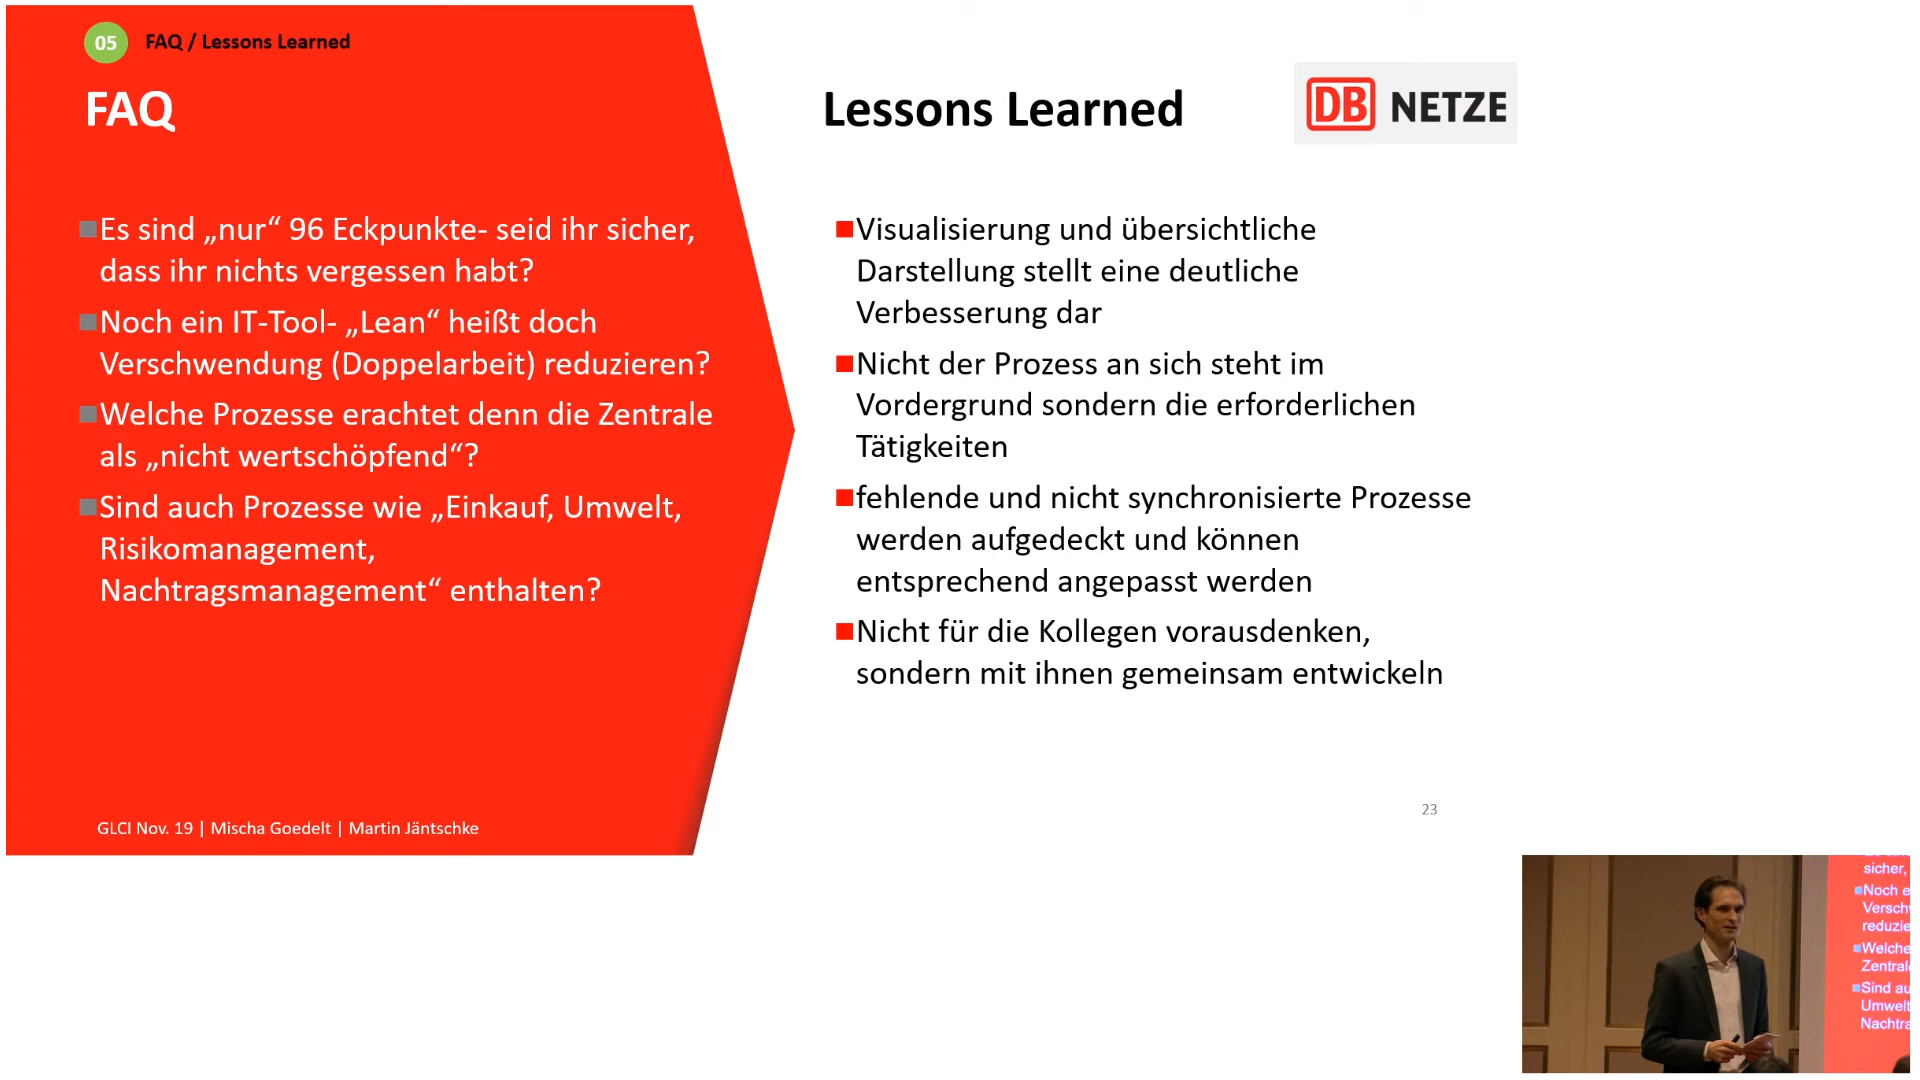 05 FAQ / Lessons Learned
FAQ
Es sind „nur“ 96 Eckpunkte- seid ihr sicher,
dass ihr nichts vergessen habt?
Noch ein IT-Tool- „Lean“ heißt doch
Verschwendung (Doppelarbeit) reduzieren?
Welche Prozesse erachtet denn die Zentrale
als „nicht wertschöpfend“?
Sind auch Prozesse wie „Einkauf, Umwelt,
Risikomanagement,
Nachtragsmanagement“ enthalten?
GLCI Nov. 19 | Mischa Goedelt | Martin Jäntschke
Lessons Learned
DB NETZE
Visualisierung und übersichtliche
Darstellung stellt eine deutliche
Verbesserung dar
Nicht der Prozess an sich steht im
Vordergrund sondern die erforderlichen
Tätigkeiten
fehlende und nicht synchronisierte Prozesse
werden aufgedeckt und können
entsprechend angepasst werden
Nicht für die Kollegen vorausdenken,
sondern mit ihnen gemeinsam entwickeln
23
sicher,
Noch e
Versch
reduzie
Welche
Zentral
Sind au
Umwelt
Nachtra